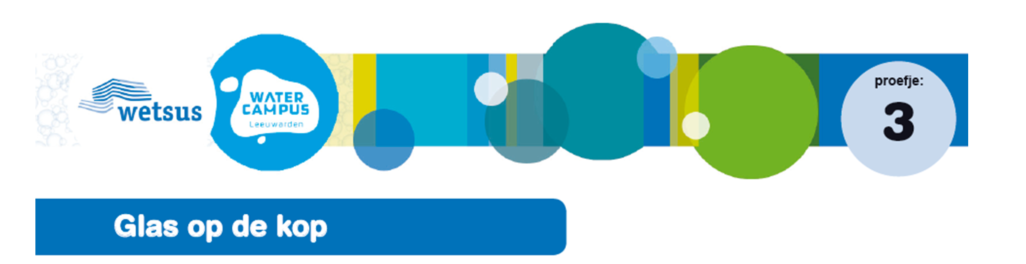 wetsus
WATER
CAMPUS
Leeuwarden
proefje:
3
Glas op de kop